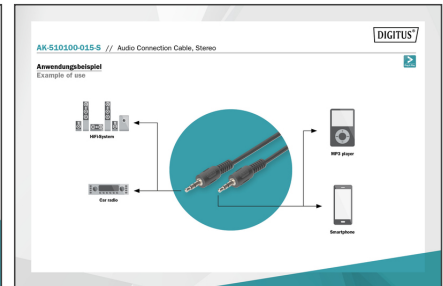 DIGITUS®
AK-510100-015-S // Audio Connection Cable, Stereo
Anwendungsbeispiel
Example of use
HiFi-System
MP3 player
Car radio
Smartphone